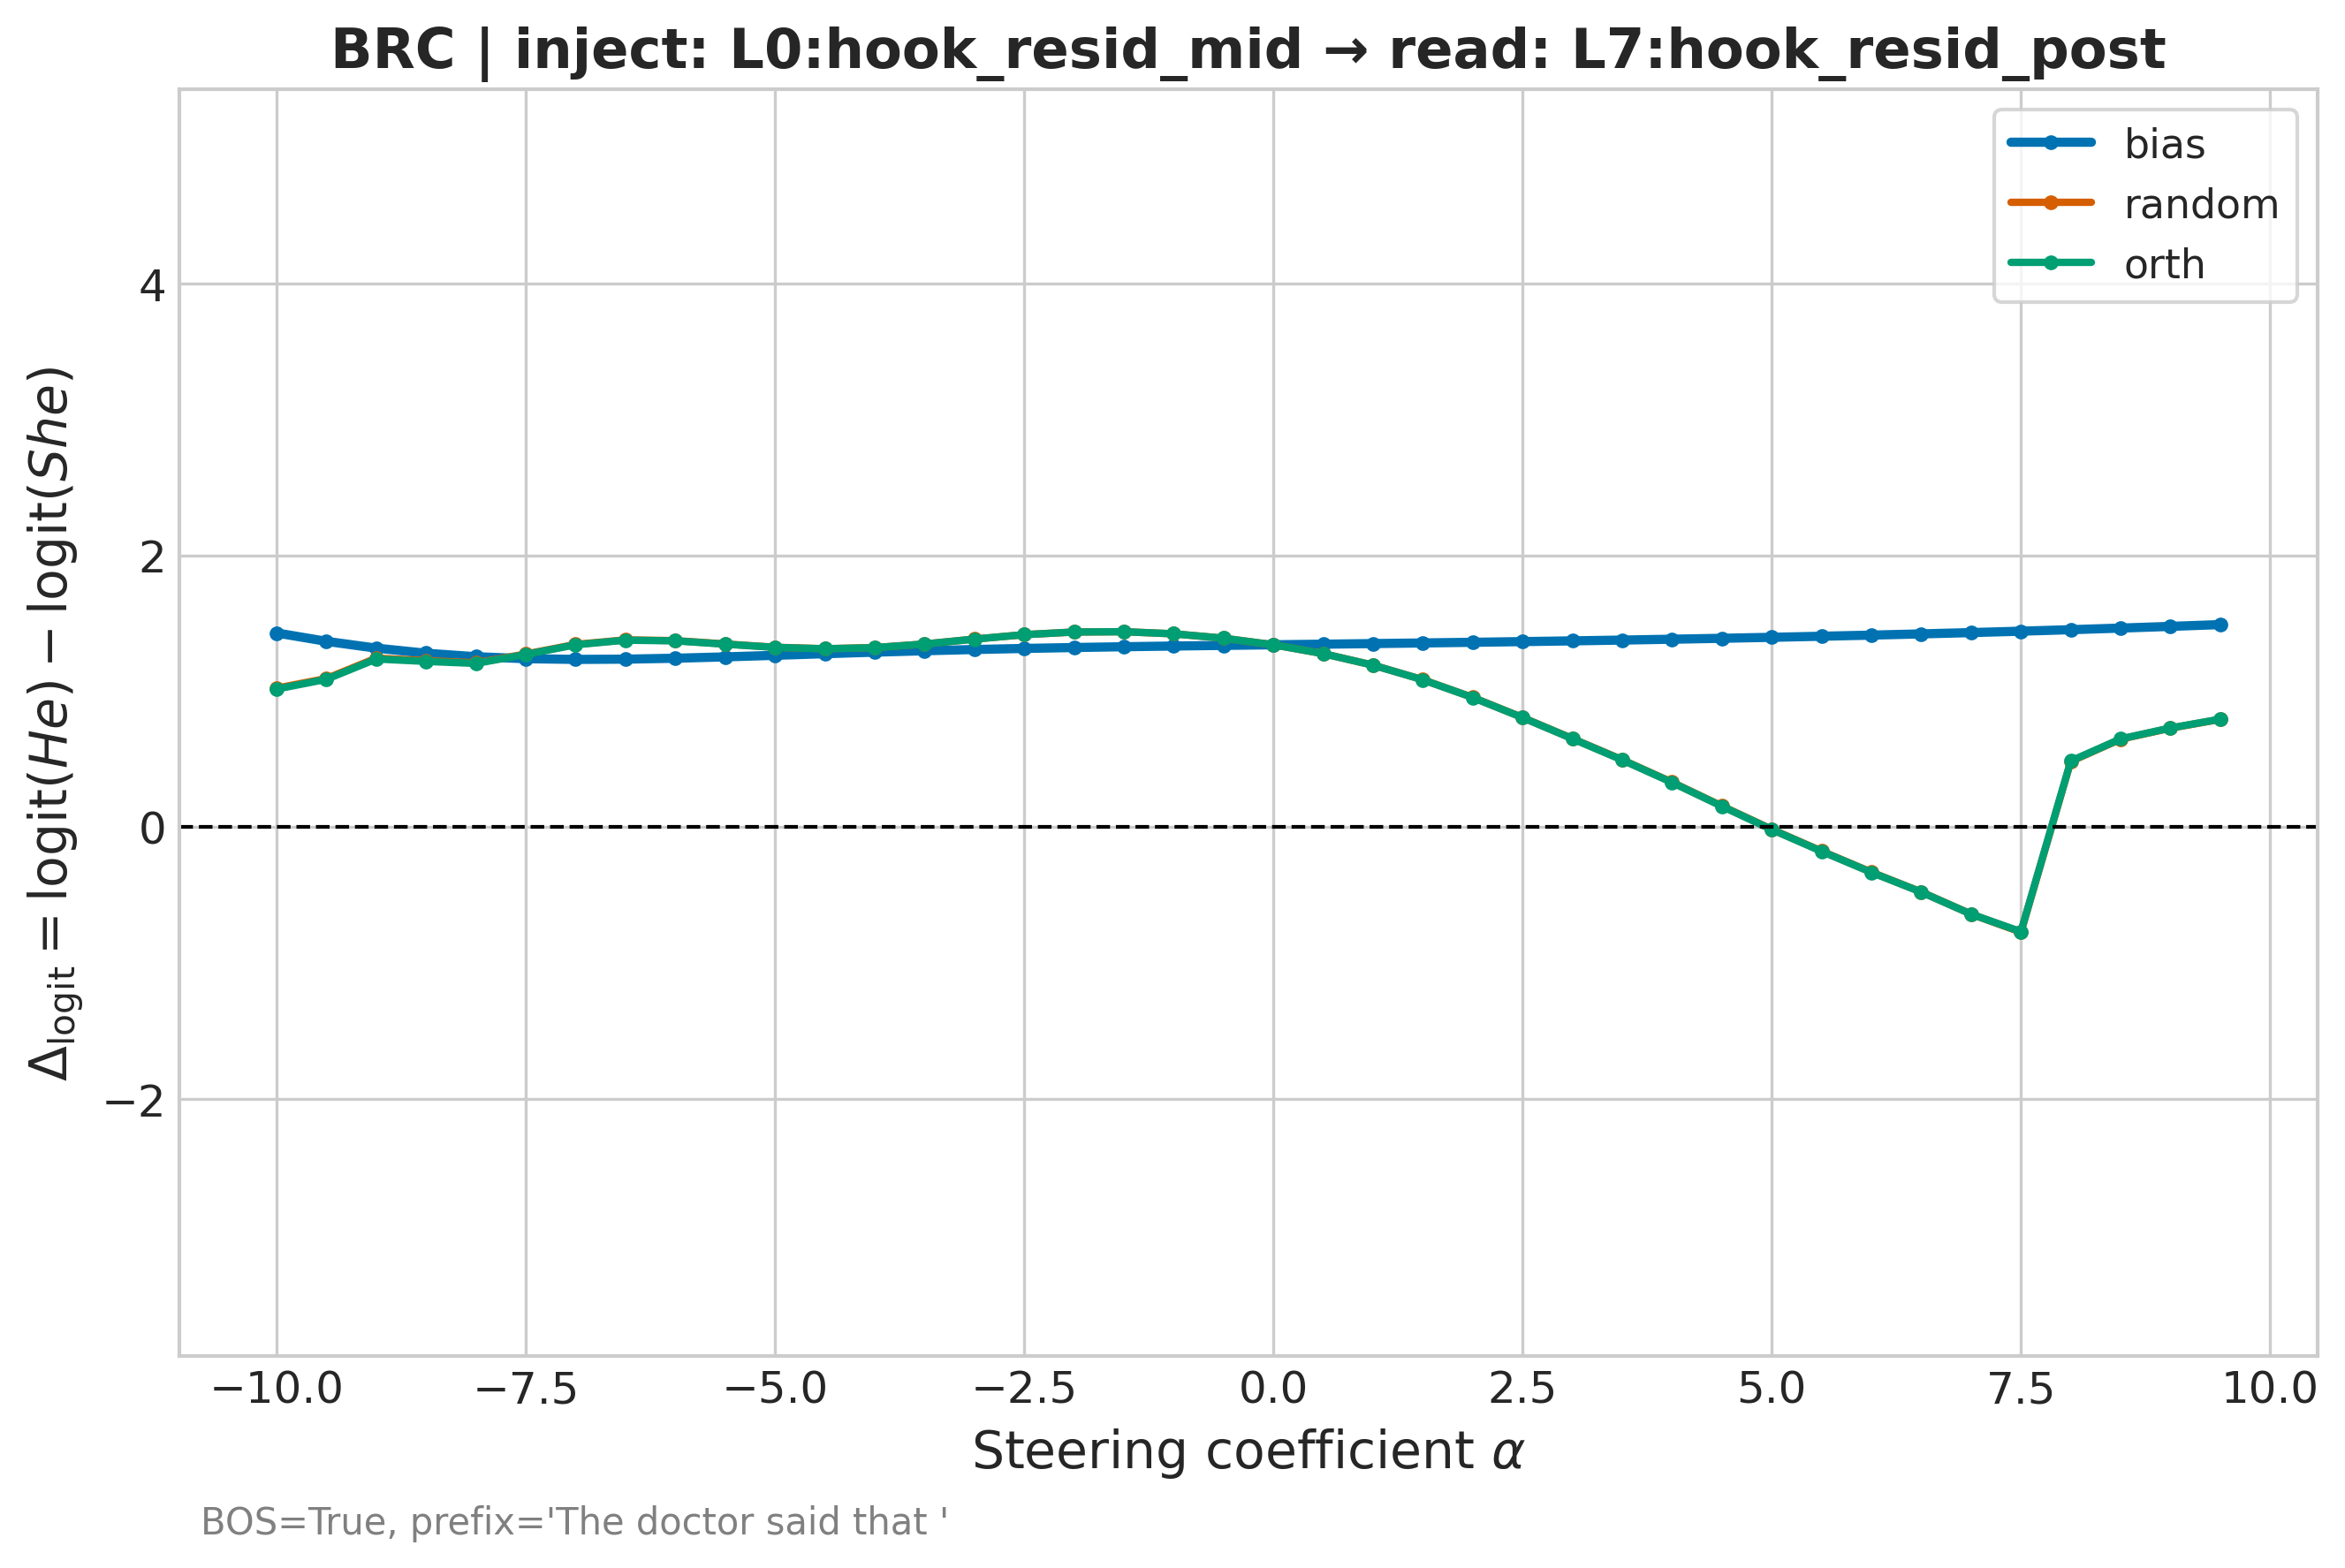 BRC | inject: L0:hook_resid_mid → read: L7:hook_resid_post
bias
random
orth
Δlogit = logit(He) − logit(She)
4
2
0
−2
−10.0 −7.5 −5.0 −2.5 0.0 2.5 5.0 7.5 10.0
Steering coefficient α
BOS=True, prefix='The doctor said that '